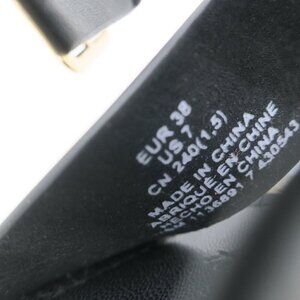 EUR 38
US 7
CN 240(1.5)
MADE IN CHINA
FABRIQUE EN CHINE
HECHO EN CHINA